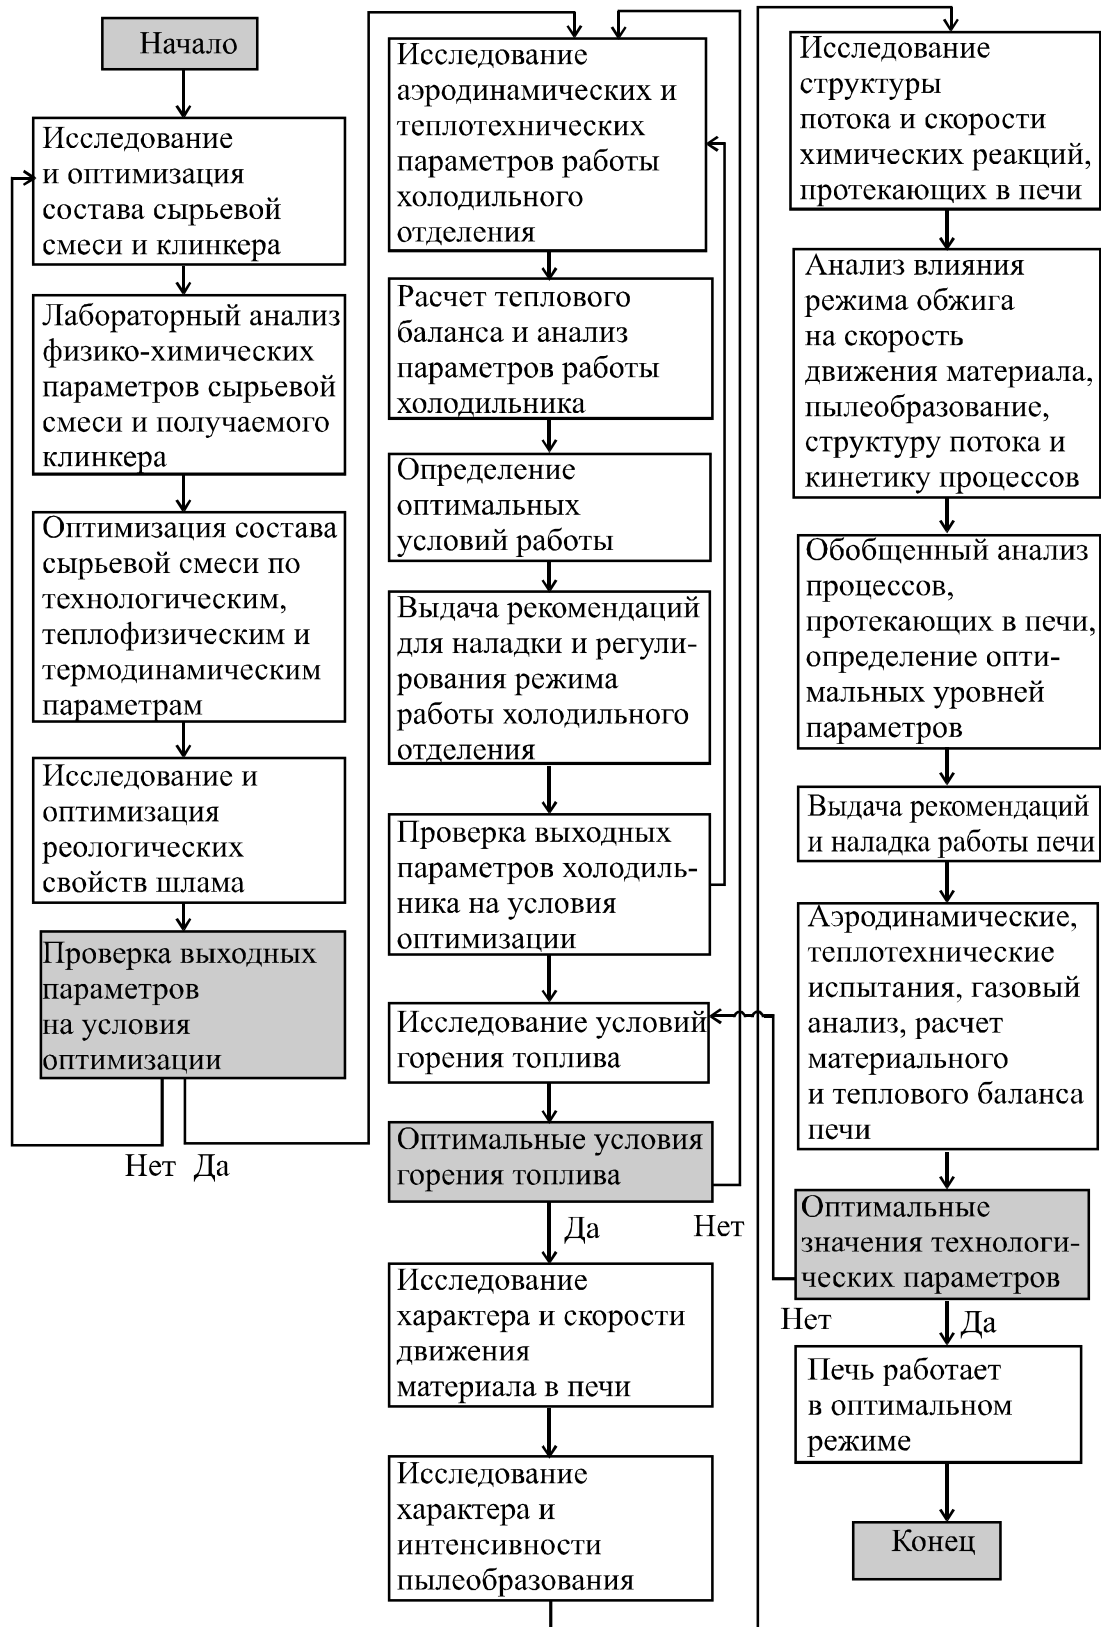 Начало
Исследование
и оптимизация
состава сырьевой
смеси и клинкера
Лабораторный анализ
физико-химических
параметров сырьевой
смеси и получаемого
клинкера
Оптимизация состава
сырьевой смеси по
технологическим,
теплофизическим и
термодинамическим
параметрам
Исследование и
оптимизация
реологических
свойств шлама
Проверка выходных
параметров
на условия
оптимизации
Нет Да
Исследование
аэродинамических и
теплотехнических
параметров работы
холодильного
отделения
Расчет теплового
баланса и анализ
параметров работы
холодильника
Определение
оптимальных
условий работы
Выдача рекомендаций
для наладки и регули-
рования режима
работы холодильного
отделения
Проверка выходных
параметров холодиль-
ника на условия
оптимизации
Исследование условий
горения топлива
Оптимальные условия
горения топлива
Да
Нет
Исследование
характера и скорости
движения
материала в печи
Исследование
характера и
интенсивности
пылеобразования
Исследование
структуры
потока и скорости
химических реакций,
протекающих в печи
Анализ влияния
режима обжига
на скорость
движения материала,
пылеобразование,
структуру потока и
кинетику процессов
Обобщенный анализ
процессов,
протекающих в печи,
определение опти-
мальных уровней
параметров
Выдача рекомендаций
и наладка работы печи
Аэродинамические,
теплотехнические
испытания, газовый
анализ, расчет
материального
и теплового баланса
печи
Оптимальные
значения технологи-
ческих параметров
Нет
Да
Печь работает
в оптимальном
режиме
Конец